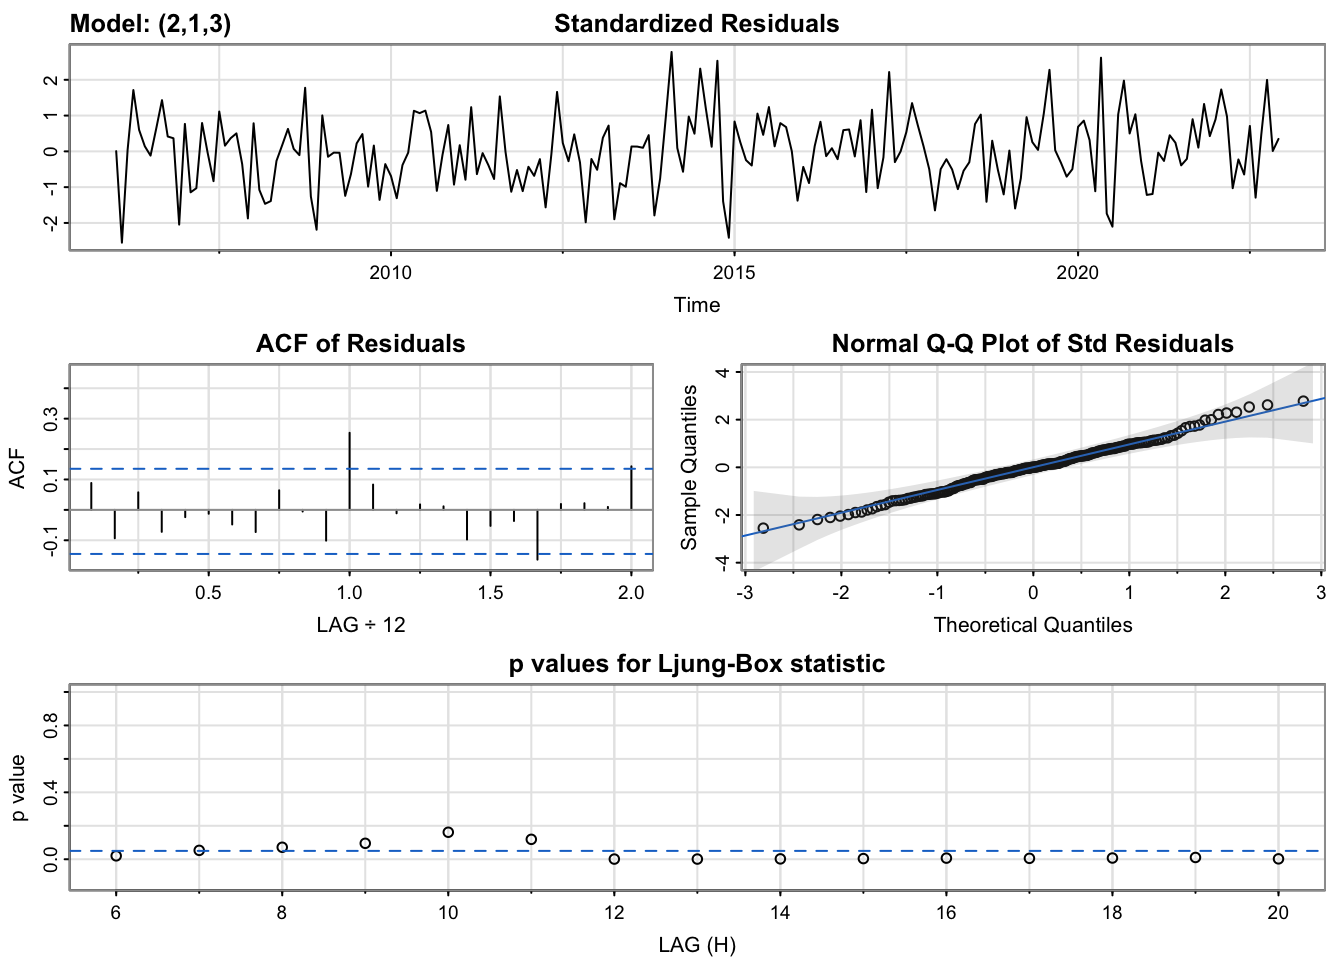 Model: (2,1,3) Standardized Residuals
2
1
0
-1
-2
2010 2015 2020
Time
ACF of Residuals
ACF
0.3
0.1
-0.1
0.5 1.0 1.5 2.0
LAG ÷ 12
Normal Q-Q Plot of Std Residuals
Sample Quantiles
4
2
0
-2
-4
-3 -2 -1 0 1 2 3
Theoretical Quantiles
p values for Ljung-Box statistic
p value
0.8
0.4
0.0
6 8 10 12 14 16 18 20
LAG (H)